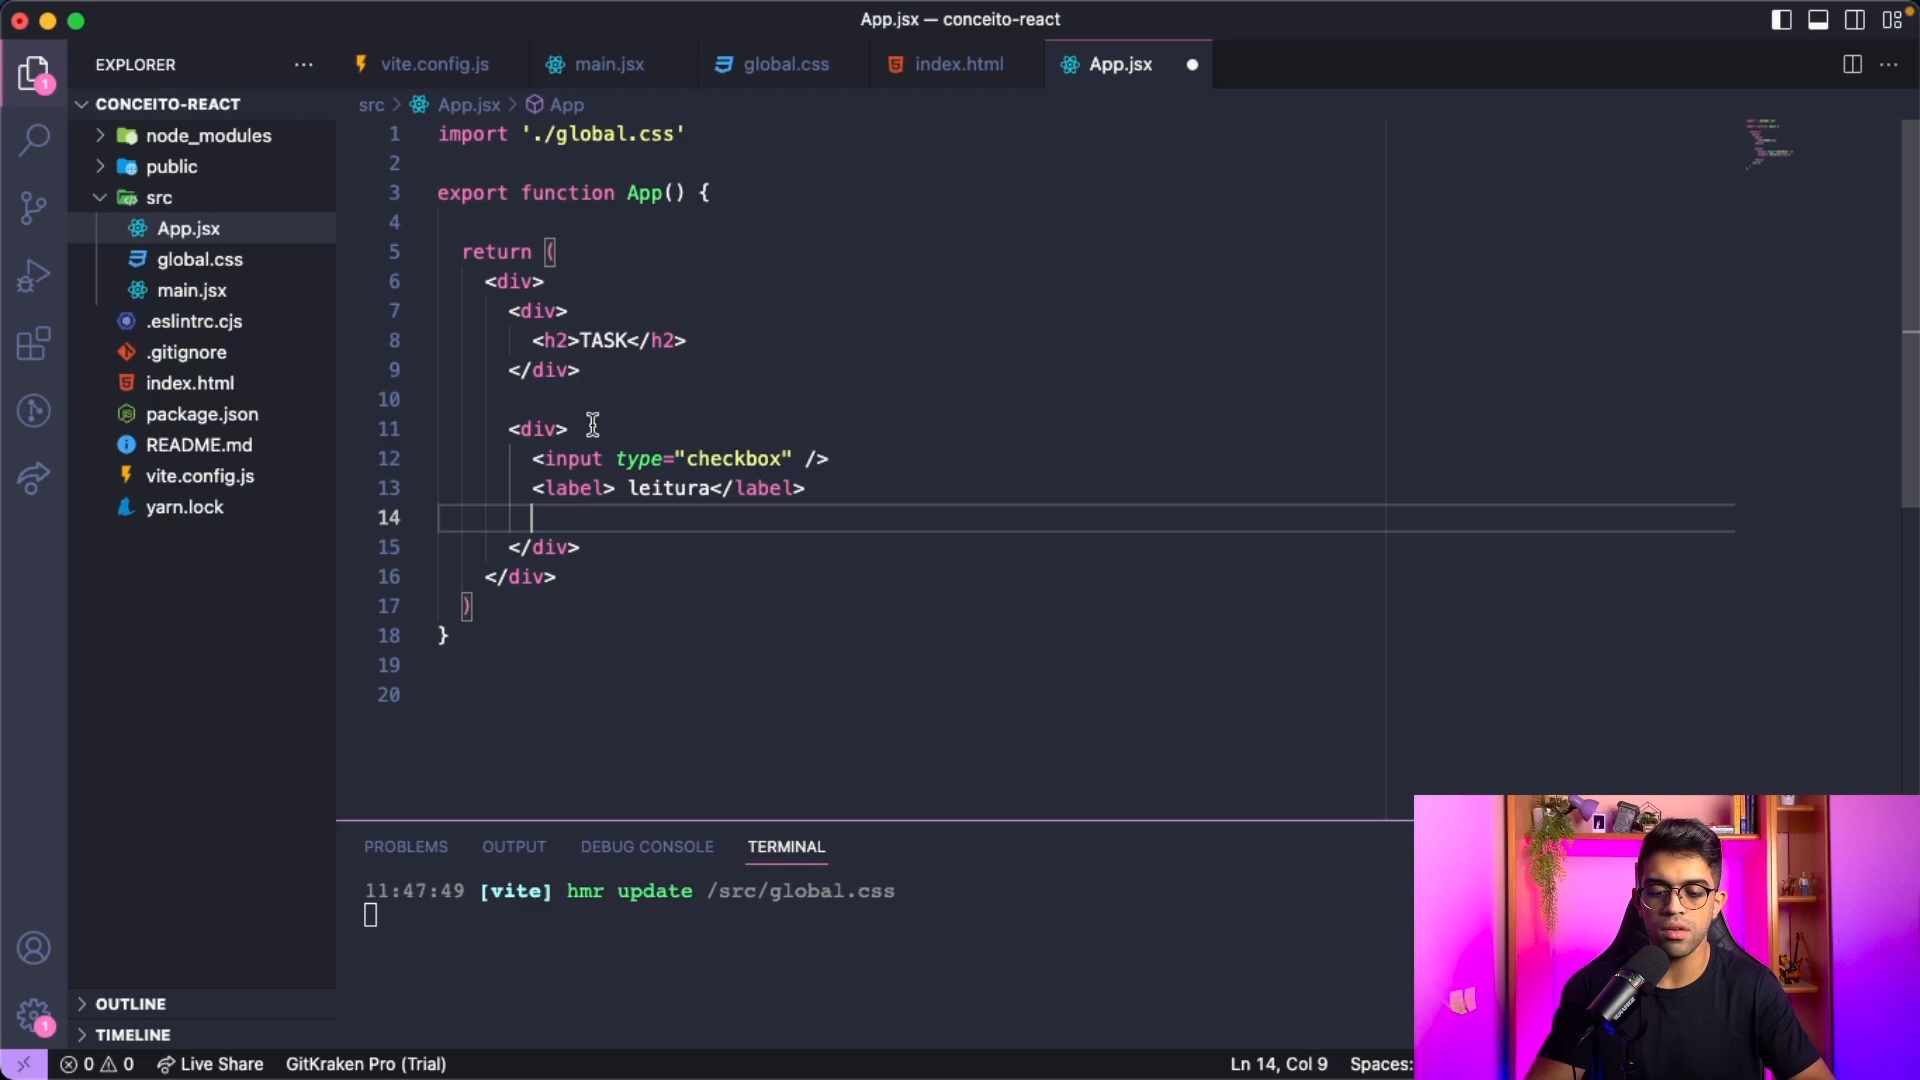 App.jsx — conceito-react
EXPLORER
vite.config.js
main.jsx
global.css
index.html
App.jsx
CONCEITO-REACT
node_modules
public
src
App.jsx
global.css
main.jsx
.eslintrc.cjs
.gitignore
index.html
package.json
README.md
vite.config.js
yarn.lock
OUTLINE
TIMELINE
src > App.jsx > App
1 import './global.css'
2
3 export function App() {
4
5 return (
6 <div>
7 <div>
8 <h2>TASK</h2>
9 </div>
10
11 <div>
12 <input type="checkbox" />
13 <label> leitura</label>
14
15 </div>
16 </div>
17 )
18 }
19
20
PROBLEMS OUTPUT DEBUG CONSOLE TERMINAL
11:47:49 [vite] hmr update /src/global.css
1
1
0 0 Live Share GitKraken Pro (Trial) Ln 14, Col 9 Spaces: